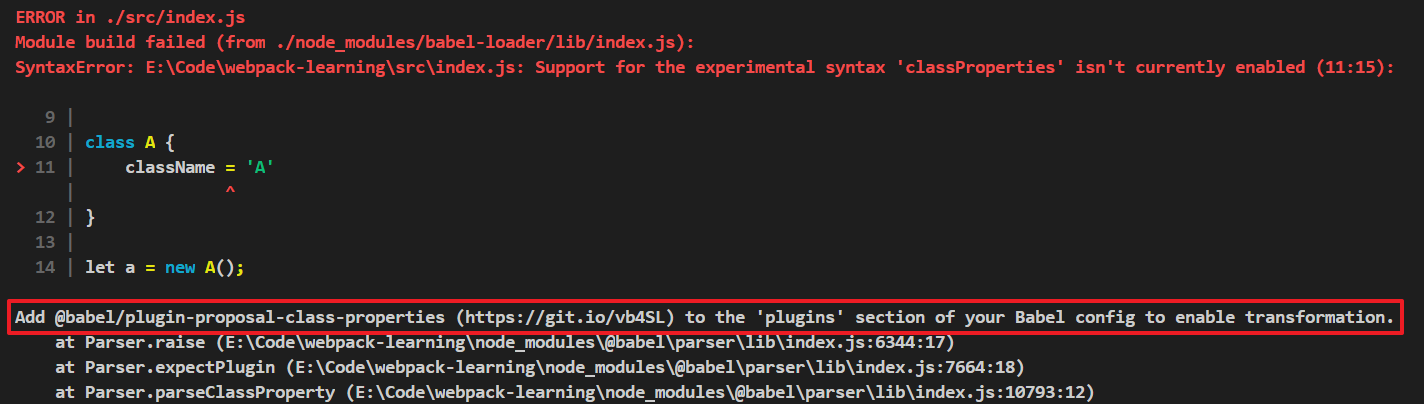 ERROR in ./src/index.js
Module build failed (from ./node_modules/babel-loader/lib/index.js):
SyntaxError: E:\Code\webpack-learning\src\index.js: Support for the experimental syntax 'classProperties' isn't currently enabled (11:15):
   9 |
  10 | class A {
> 11 |     className = 'A'
     |               ^
  12 | }
  13 |
  14 | let a = new A();
Add @babel/plugin-proposal-class-properties (https://git.io/vb4SL) to the 'plugins' section of your Babel config to enable transformation.
    at Parser.raise (E:\Code\webpack-learning\node_modules\@babel\parser\lib\index.js:6344:17)
    at Parser.expectPlugin (E:\Code\webpack-learning\node_modules\@babel\parser\lib\index.js:7664:18)
    at Parser.parseClassProperty (E:\Code\webpack-learning\node_modules\@babel\parser\lib\index.js:10793:12)